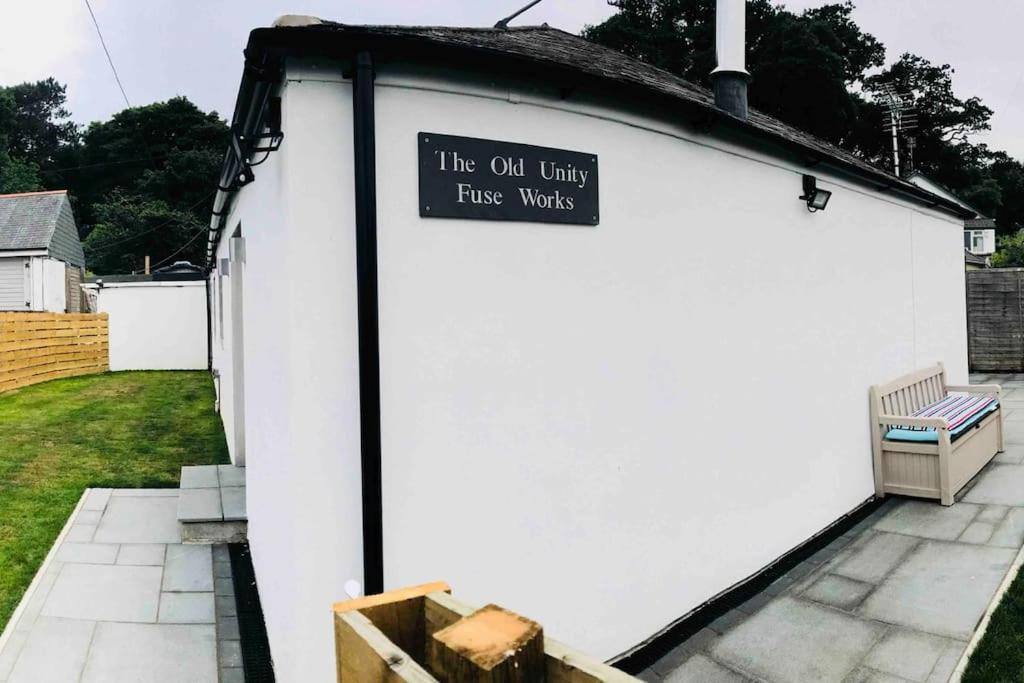 The Old Unity
Fuse Works